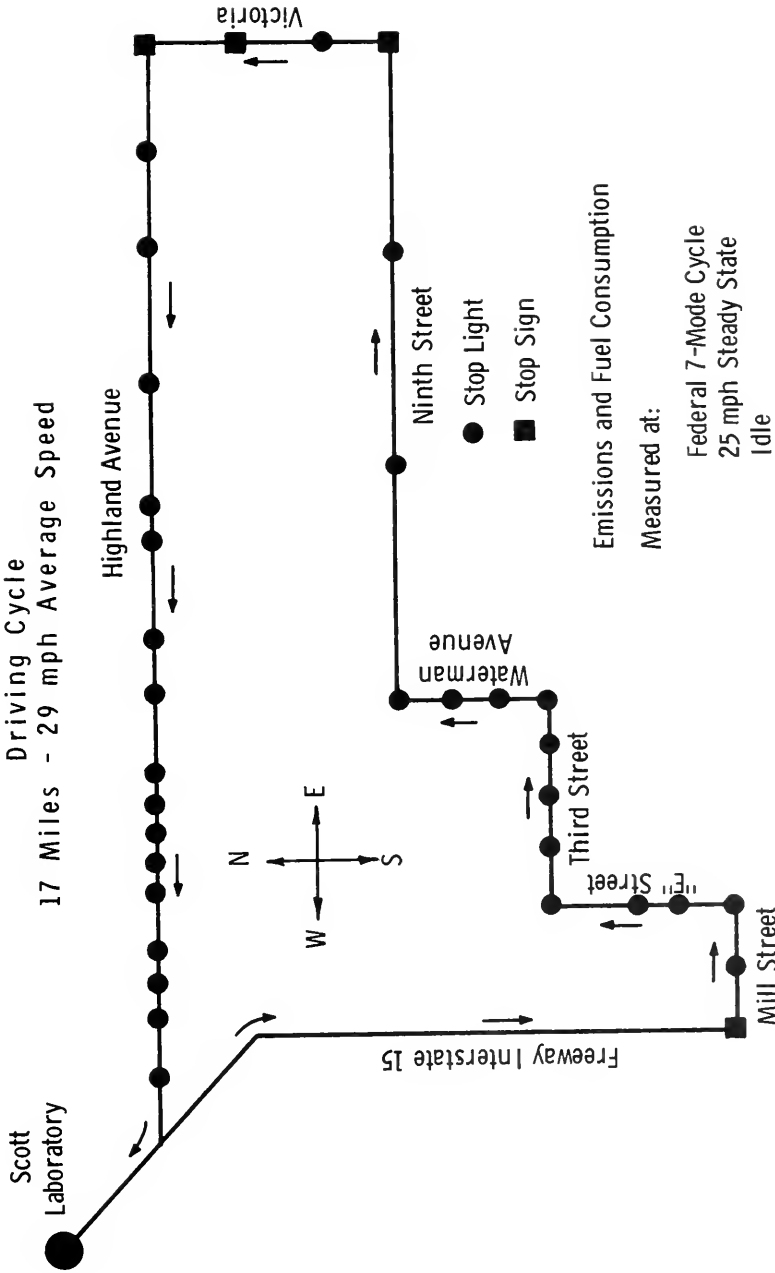 Driving Cycle
17 Miles - 29 mph Average Speed
Scott
Laboratory
Highland Avenue
Victoria
N
W
E
S
Ninth Street
Stop Light
Stop Sign
Waterman
Avenue
Third Street
"E" Street
Mill Street
Freeway Interstate 15
Emissions and Fuel Consumption
Measured at:
Federal 7-Mode Cycle
25 mph Steady State
Idle